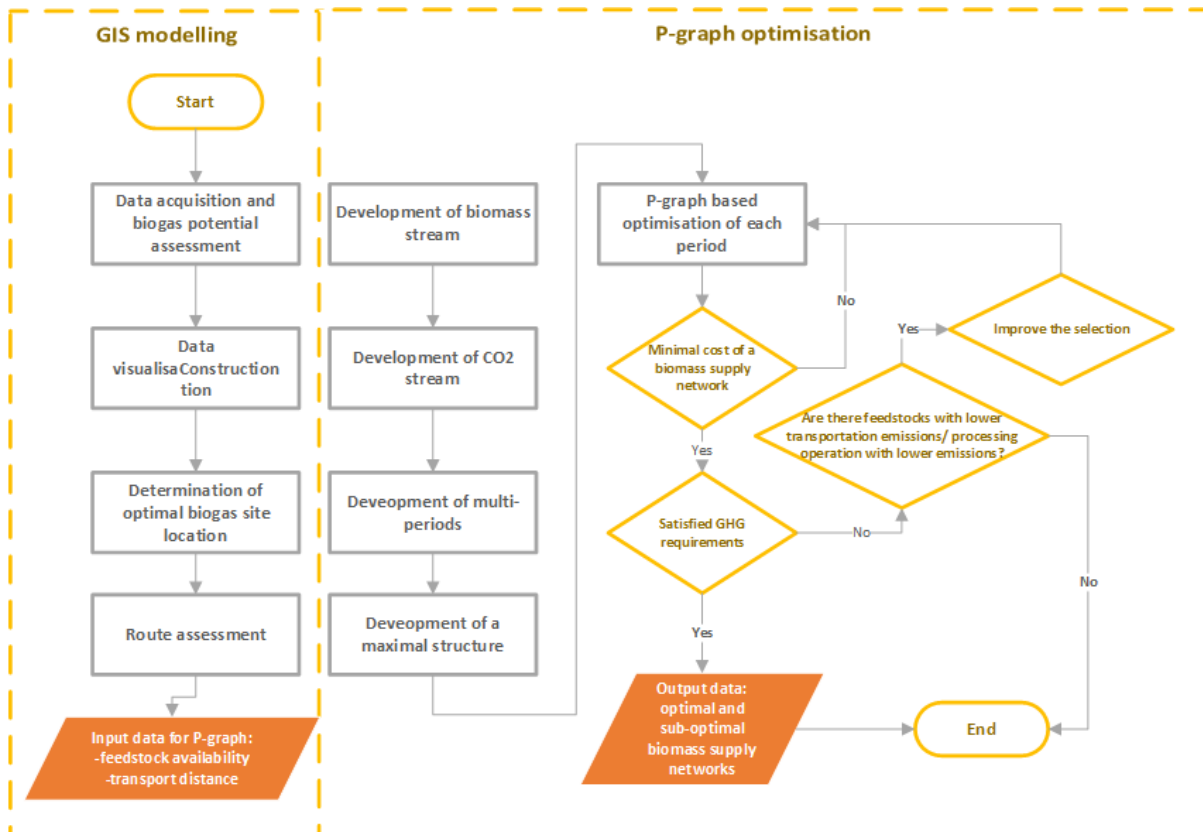 GIS modelling
Start
Data acquisition and
biogas potential
assessment
Data
visualisaConstruction
tion
Determination of
optimal biogas site
location
Route assessment
Input data for P-graph:
-feedstock availability
-transport distance
P-graph optimisation
Development of biomass
stream
Development of CO2
stream
Deveopment of multi-
periods
Deveopment of a
maximal structure
P-graph based
optimisation of each
period
No
Minimal cost of a
biomass supply
network
Yes
Satisfied GHG
requirements
No
Yes
Improve the selection
Are there feedstocks with lower
transportation emissions/ processing
operation with lower emissions?
No
Yes
Output data:
optimal and
sub-optimal
biomass supply
networks
End